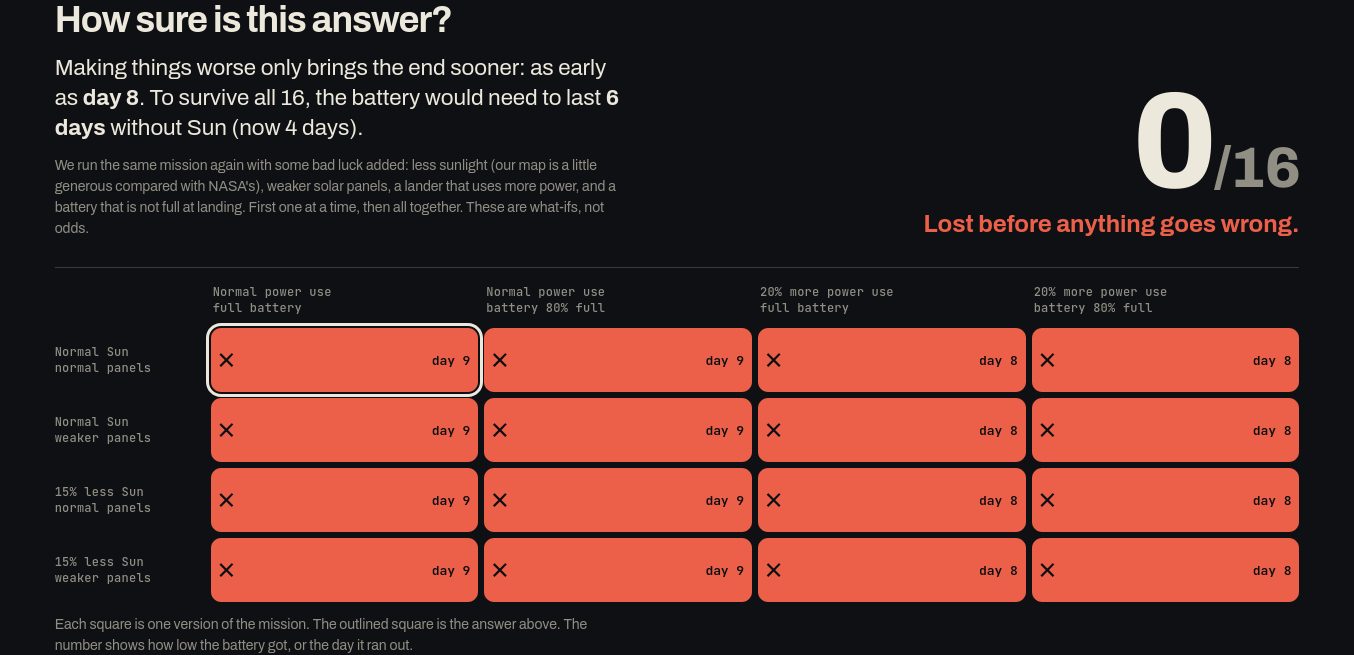 How sure is this answer?
Making things worse only brings the end sooner: as early
as day 8. To survive all 16, the battery would need to last 6
days without Sun (now 4 days).
We run the same mission again with some bad luck added: less sunlight (our map is a little
generous compared with NASA's), weaker solar panels, a lander that uses more power, and a
battery that is not full at landing. First one at a time, then all together. These are what-ifs, not
odds.
0/16
Lost before anything goes wrong.
Normal power use
full battery
Normal power use
battery 80% full
20% more power use
full battery
20% more power use
battery 80% full
Normal Sun
normal panels
× day 9
× day 9
× day 8
× day 8
Normal Sun
weaker panels
× day 9
× day 9
× day 8
× day 8
15% less Sun
normal panels
× day 9
× day 9
× day 8
× day 8
15% less Sun
weaker panels
× day 9
× day 9
× day 8
× day 8
Each square is one version of the mission. The outlined square is the answer above. The
number shows how low the battery got, or the day it ran out.